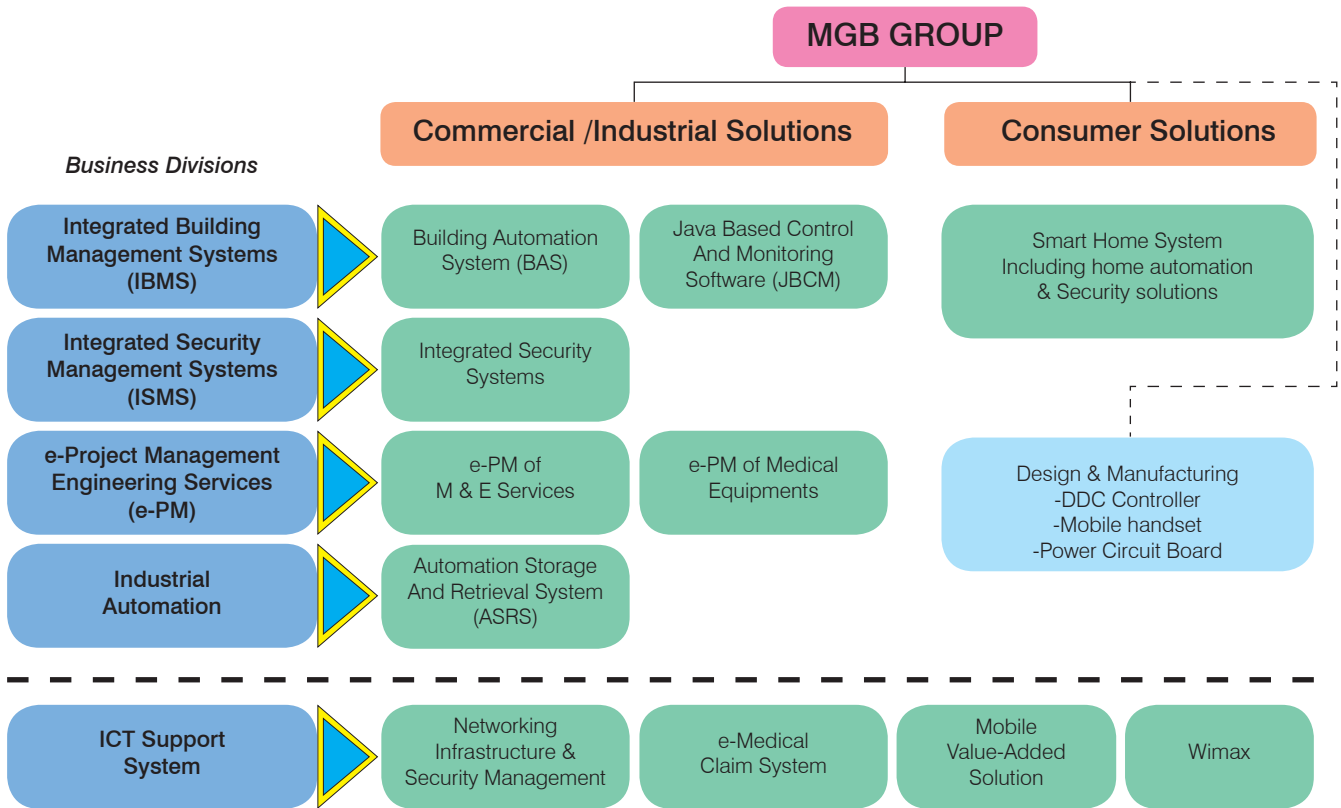 MGB GROUP
Commercial /Industrial Solutions
Consumer Solutions
Business Divisions
Integrated Building
Management Systems
(IBMS)
Building Automation
System (BAS)
Java Based Control
And Monitoring
Software (JBCM)
Smart Home System
Including home automation
& Security solutions
Integrated Security
Management Systems
(ISMS)
Integrated Security
Systems
e-Project Management
Engineering Services
(e-PM)
e-PM of
M & E Services
e-PM of Medical
Equipments
Design & Manufacturing
-DDC Controller
-Mobile handset
-Power Circuit Board
Industrial
Automation
Automation Storage
And Retrieval System
(ASRS)
ICT Support
System
Networking
Infrastructure &
Security Management
e-Medical
Claim System
Mobile
Value-Added
Solution
Wimax